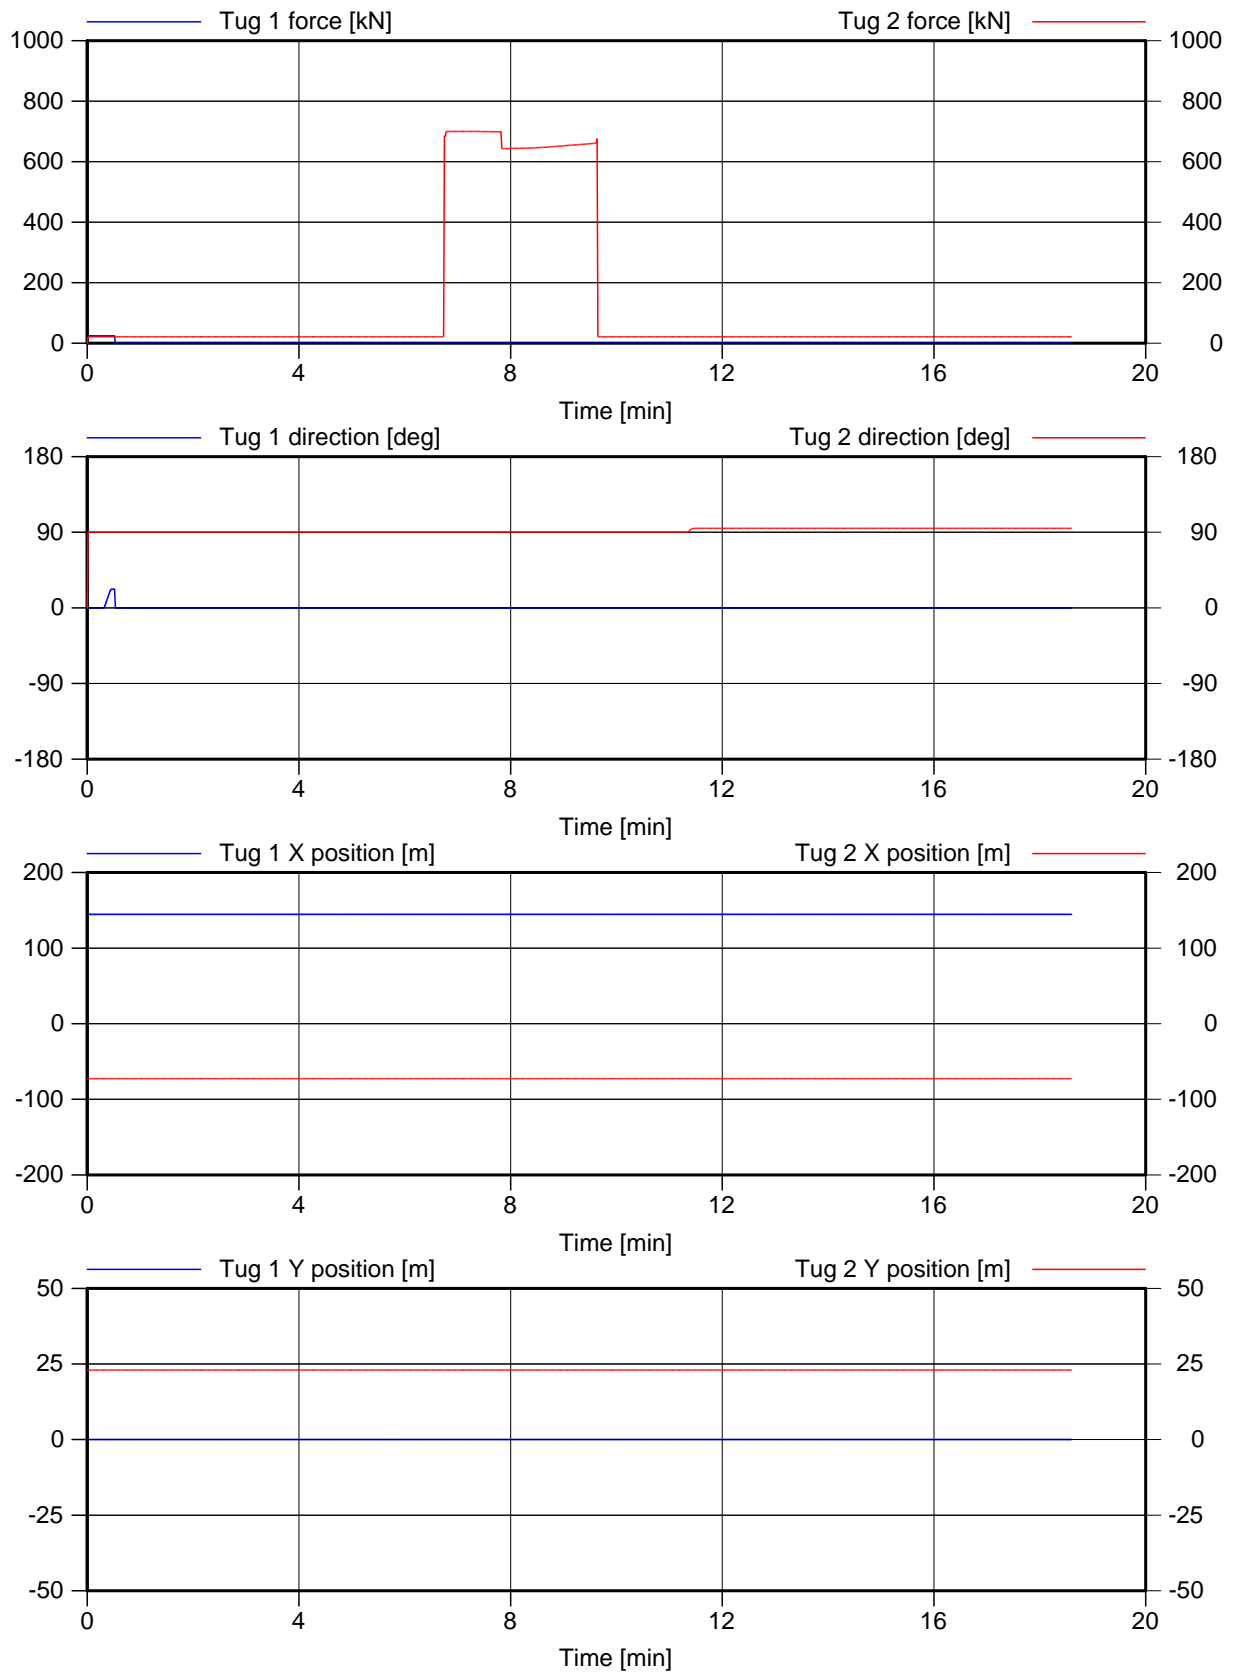 Tug 1 force [kN] Tug 2 force [kN]
1000 1000
800 800
600 600
400 400
200 200
0 0
0 4 8 12 16 20
Time [min]
Tug 1 direction [deg] Tug 2 direction [deg]
180 180
90 90
0 0
-90 -90
-180 -180
0 4 8 12 16 20
Time [min]
Tug 1 X position [m] Tug 2 X position [m]
200 200
100 100
0 0
-100 -100
-200 -200
0 4 8 12 16 20
Time [min]
Tug 1 Y position [m] Tug 2 Y position [m]
50 50
25 25
0 0
-25 -25
-50 -50
0 4 8 12 16 20
Time [min]